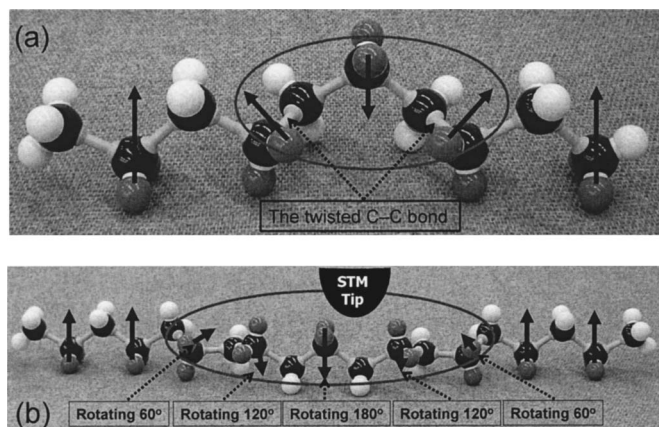 (a)
The twisted C–C bond
STM
Tip
(b)
Rotating 60°
Rotating 120°
Rotating 180°
Rotating 120°
Rotating 60°